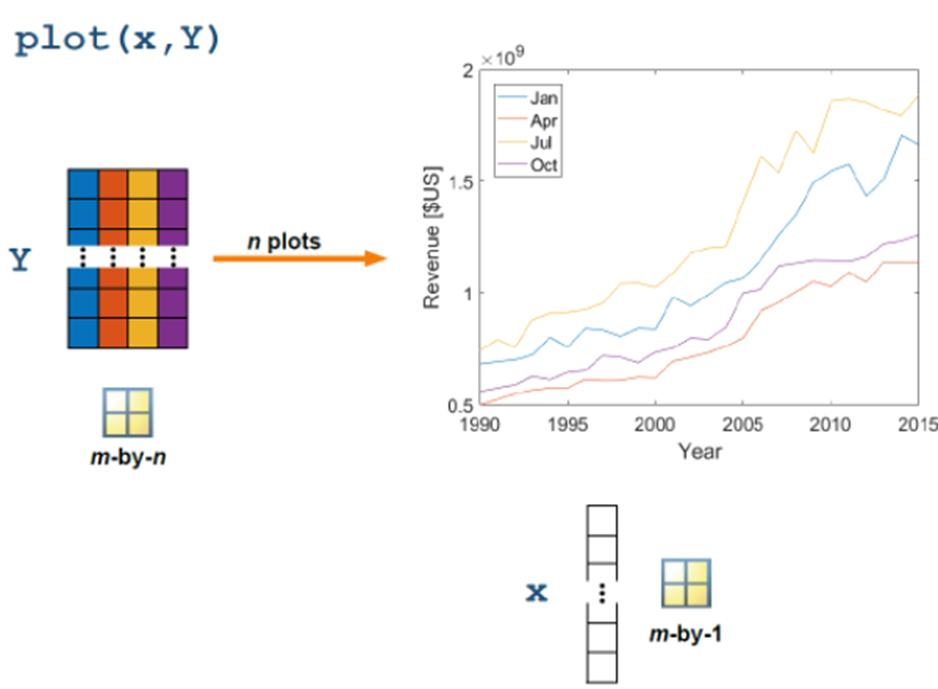 plot(x,Y)
×10⁹
2
1.5
1
0.5
Revenue [$US]
Jan
Apr
Jul
Oct
1990 1995 2000 2005 2010 2015
Year
Y
n plots
m-by-n
x
m-by-1